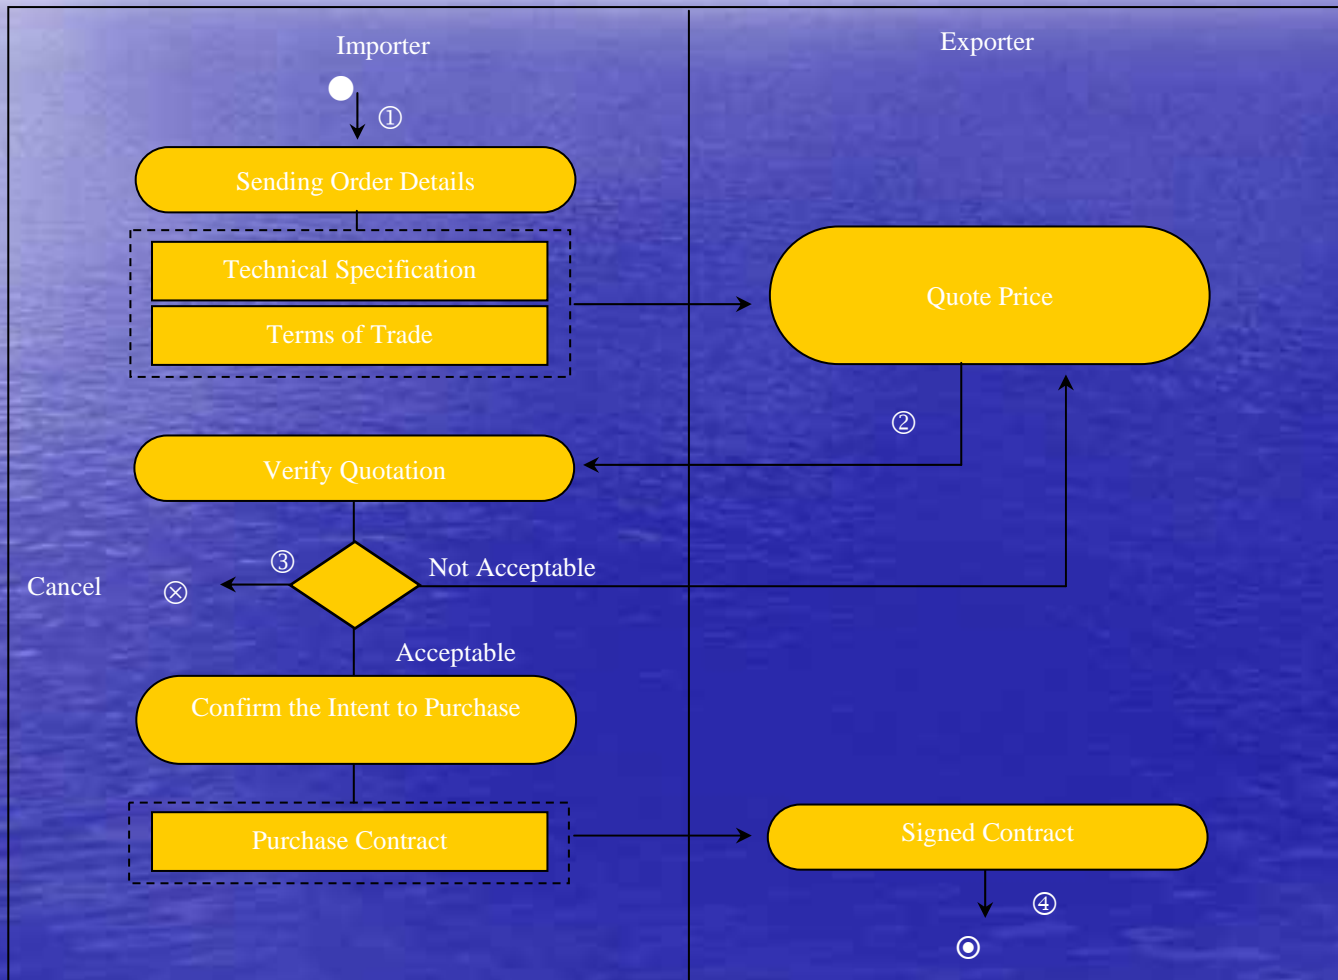 Importer
Exporter
①
Sending Order Details
Technical Specification
Terms of Trade
Quote Price
②
Verify Quotation
③
Not Acceptable
Cancel
Acceptable
Confirm the Intent to Purchase
Purchase Contract
Signed Contract
④